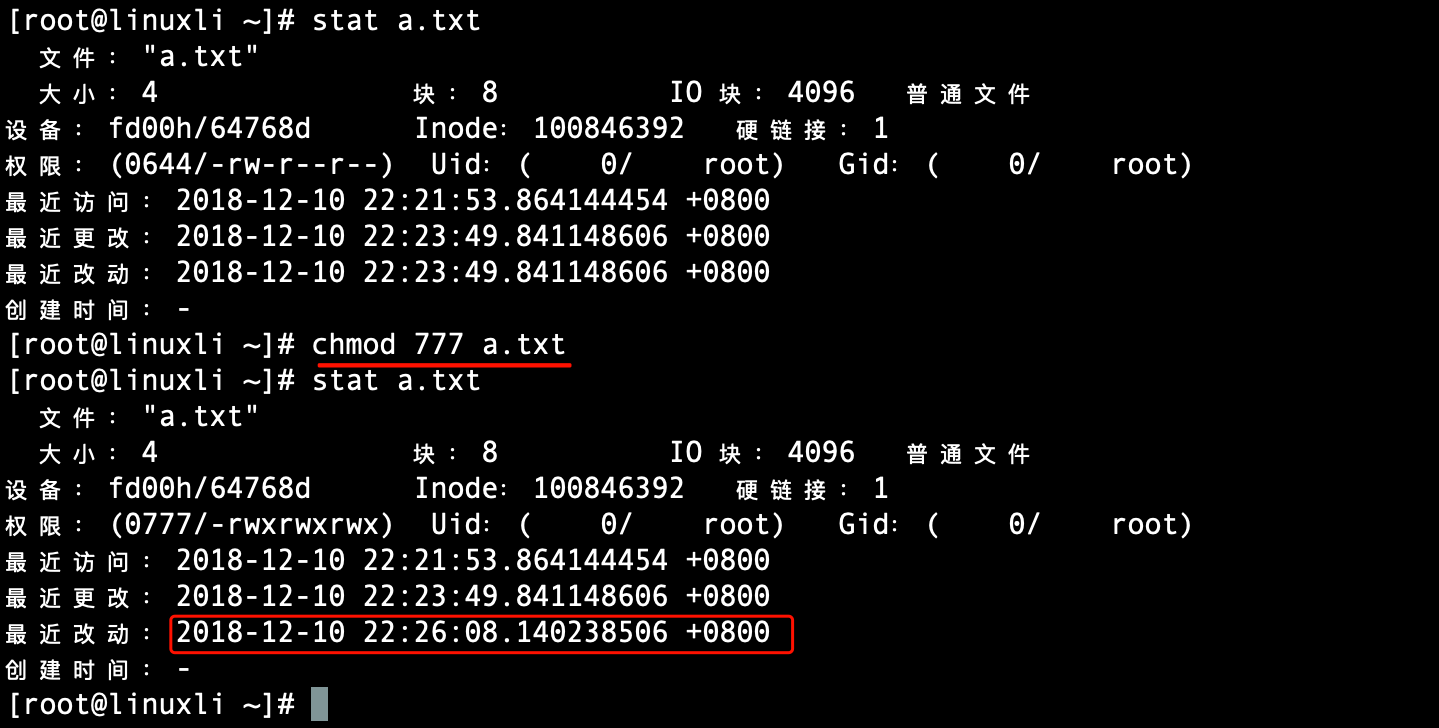 [root@linuxli ~]# stat a.txt
文件："a.txt"
大小：4 块：8 IO 块：4096 普通文件
设备：fd00h/64768d Inode: 100846392 硬链接：1
权限：(0644/-rw-r--r--) Uid: ( 0/ root) Gid: ( 0/ root)
最近访问：2018-12-10 22:21:53.864144454 +0800
最近更改：2018-12-10 22:23:49.841148606 +0800
最近改动：2018-12-10 22:23:49.841148606 +0800
创建时间：-
[root@linuxli ~]# chmod 777 a.txt
[root@linuxli ~]# stat a.txt
文件："a.txt"
大小：4 块：8 IO 块：4096 普通文件
设备：fd00h/64768d Inode: 100846392 硬链接：1
权限：(0777/-rwxrwxrwx) Uid: ( 0/ root) Gid: ( 0/ root)
最近访问：2018-12-10 22:21:53.864144454 +0800
最近更改：2018-12-10 22:23:49.841148606 +0800
最近改动：2018-12-10 22:26:08.140238506 +0800
创建时间：-
[root@linuxli ~]#